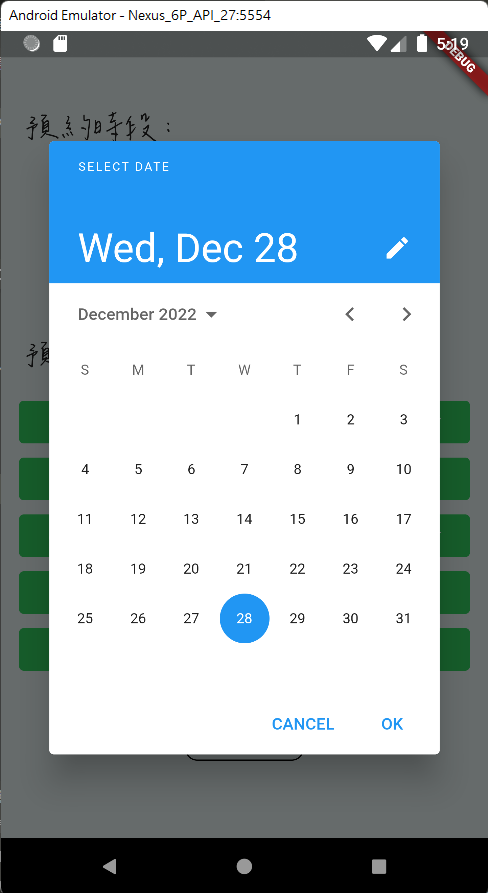 Android Emulator - Nexus_6P_API_27:5554
5:19
DEBUG
預約時段：
SELECT DATE
Wed, Dec 28
December 2022
S M T W T F S
1 2 3
4 5 6 7 8 9 10
11 12 13 14 15 16 17
18 19 20 21 22 23 24
25 26 27 28 29 30 31
預
CANCEL OK